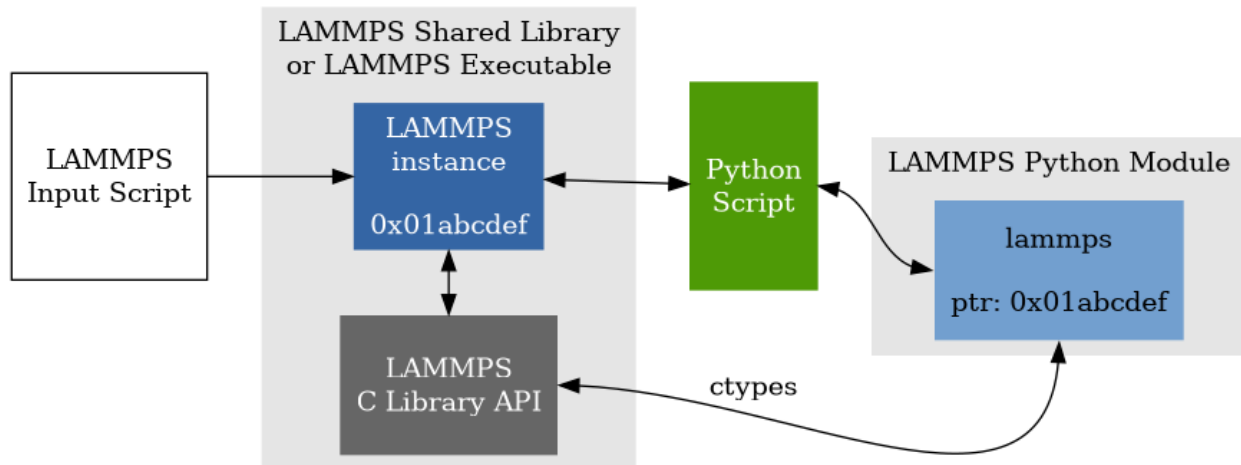 LAMMPS Shared Library
or LAMMPS Executable
LAMMPS
Input Script
LAMMPS
instance
0x01abcdef
Python
Script
LAMMPS Python Module
lammps
ptr: 0x01abcdef
LAMMPS
C Library API
ctypes